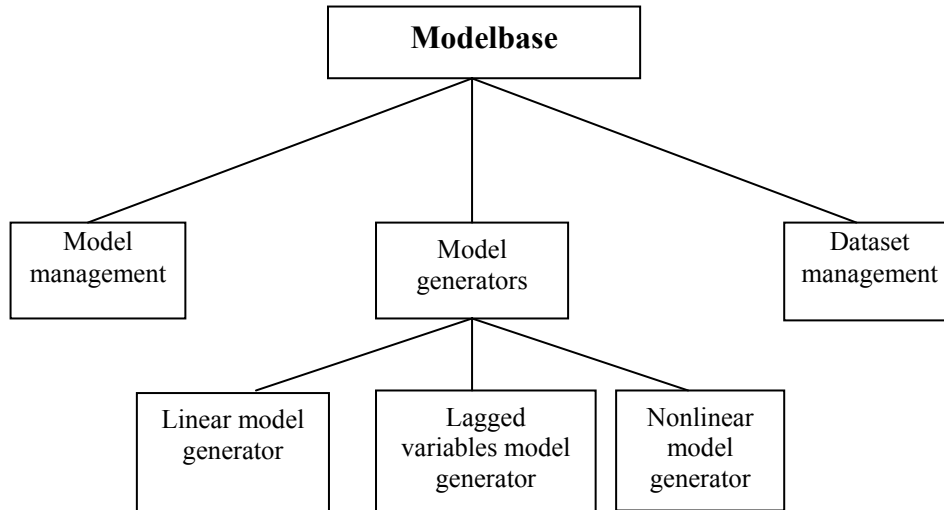 Modelbase
Model
management
Model
generators
Dataset
management
Linear model
generator
Lagged
variables model
generator
Nonlinear
model
generator